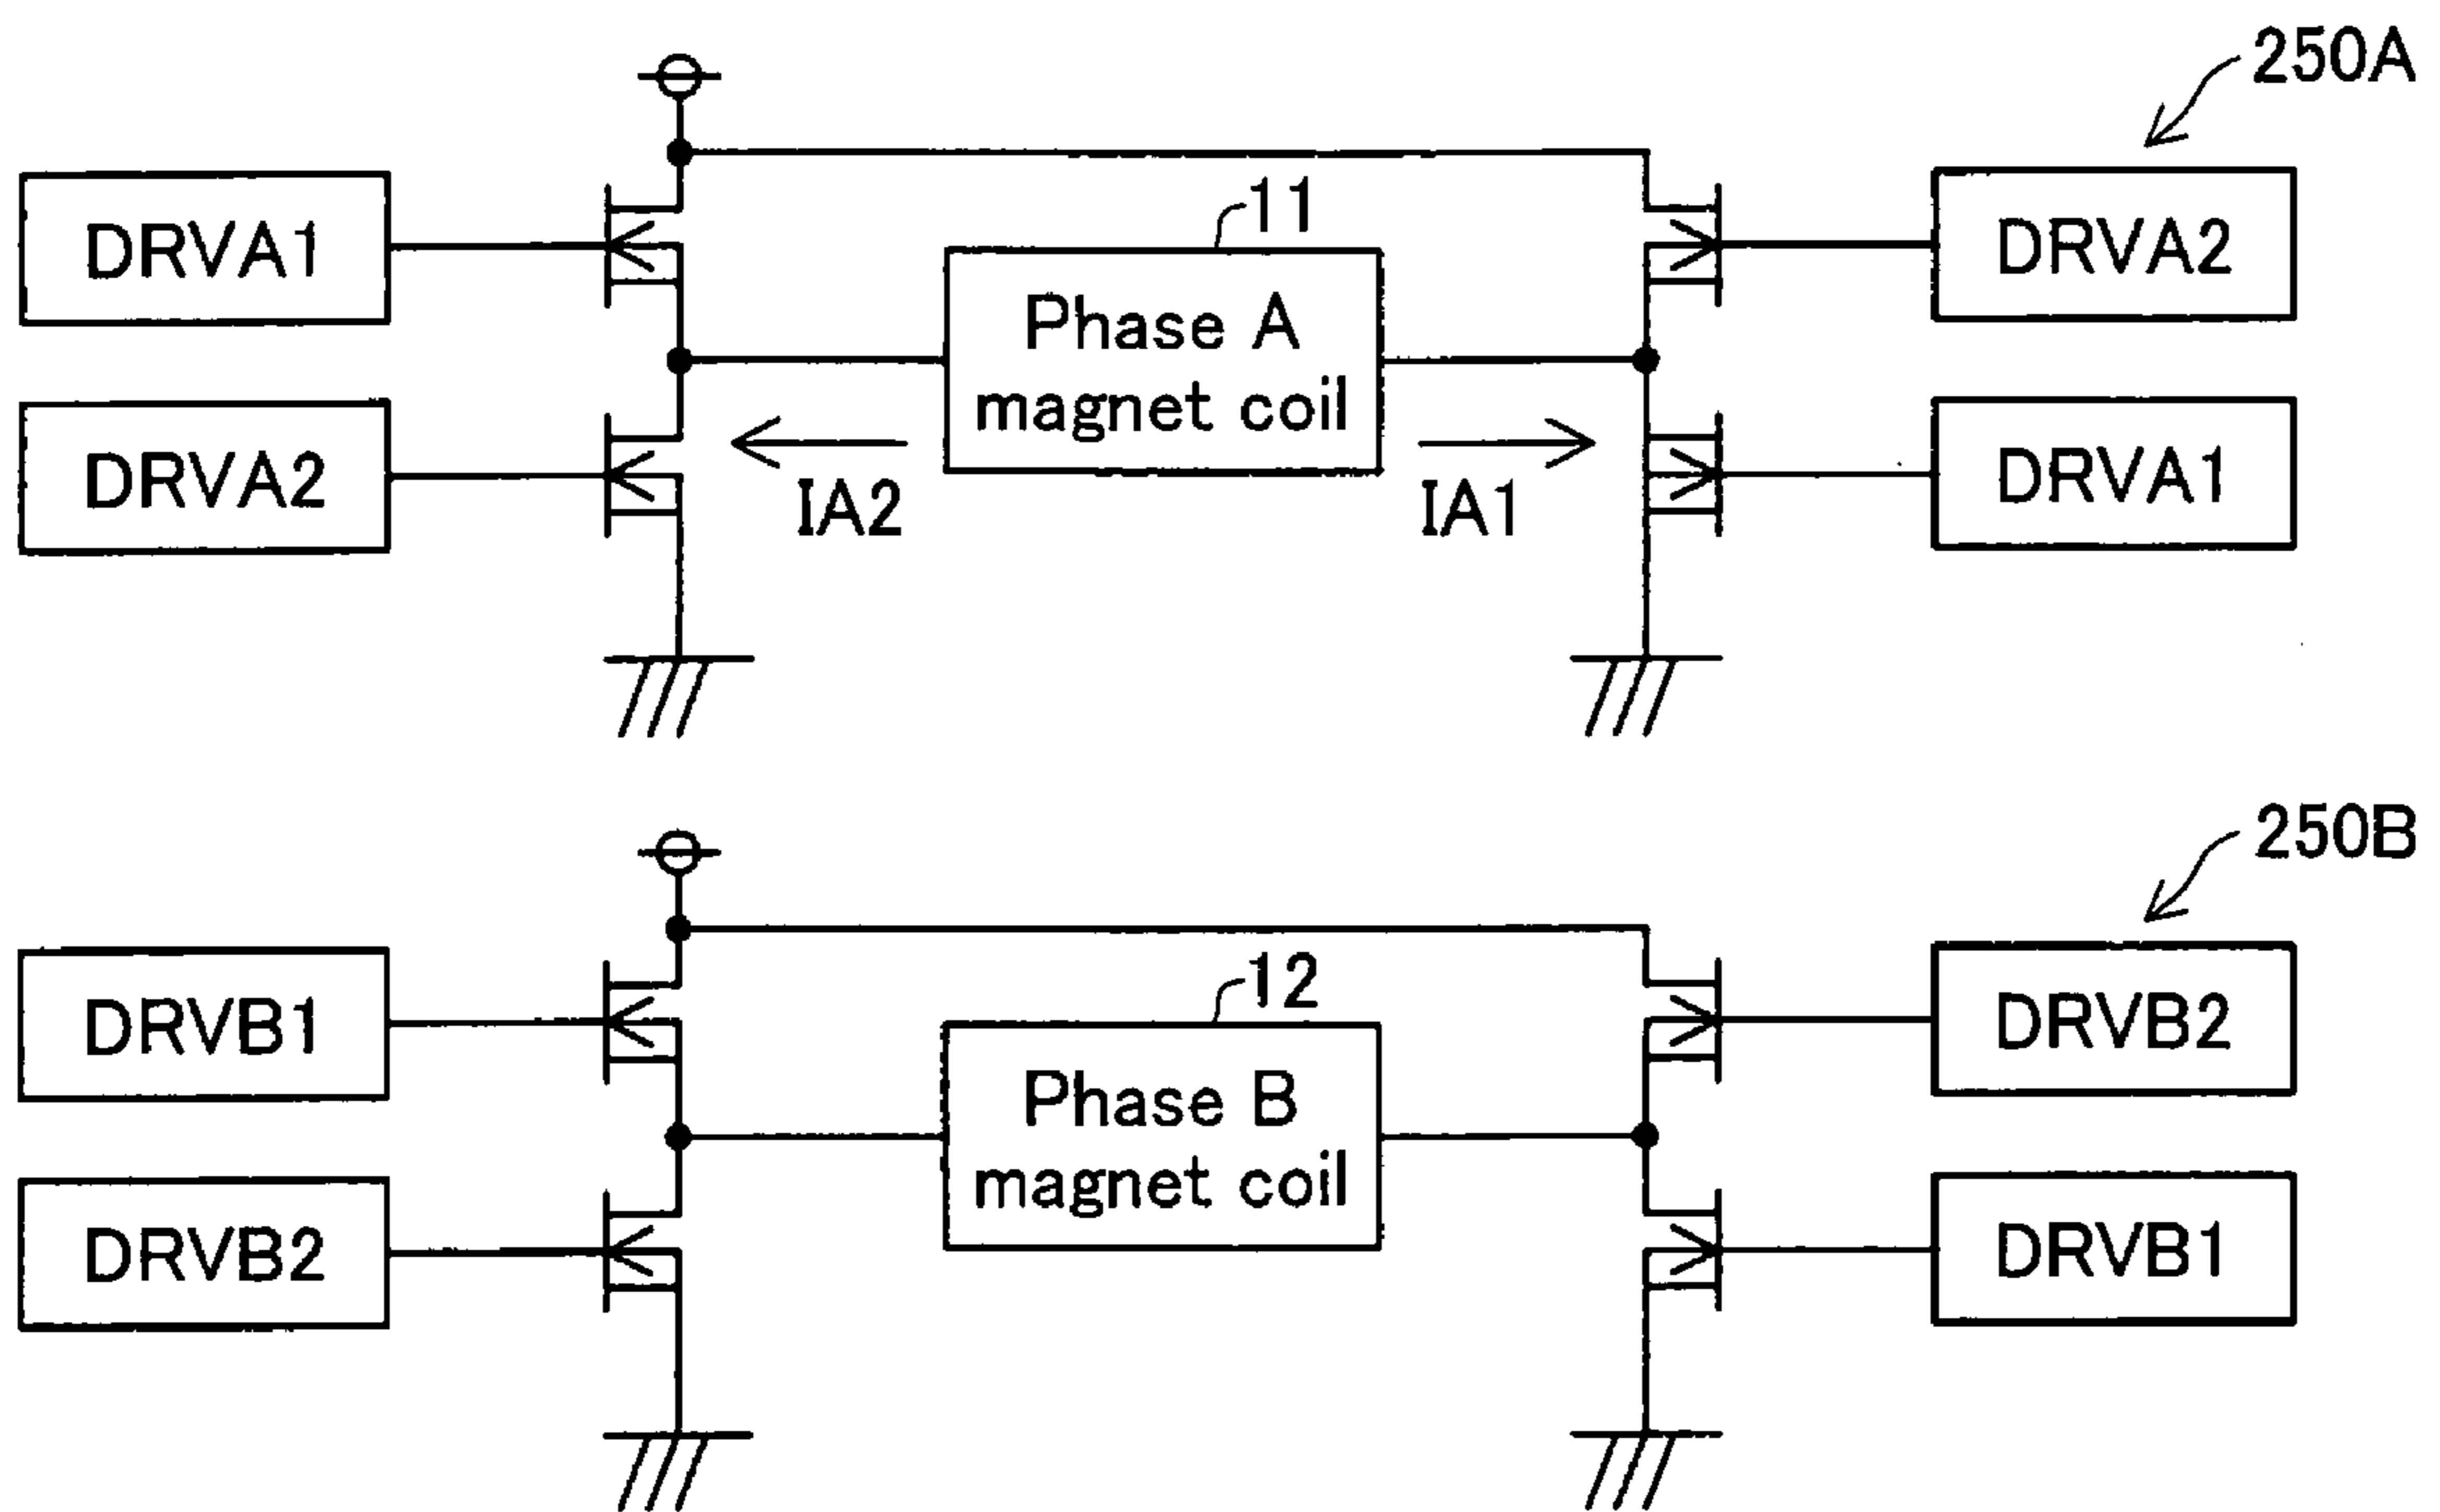 250A
DRVA1
11
DRVA2
Phase A
magnet coil
DRVA2
IA2
IA1
DRVA1
250B
DRVB1
12
DRVB2
Phase B
magnet coil
DRVB2
DRVB1